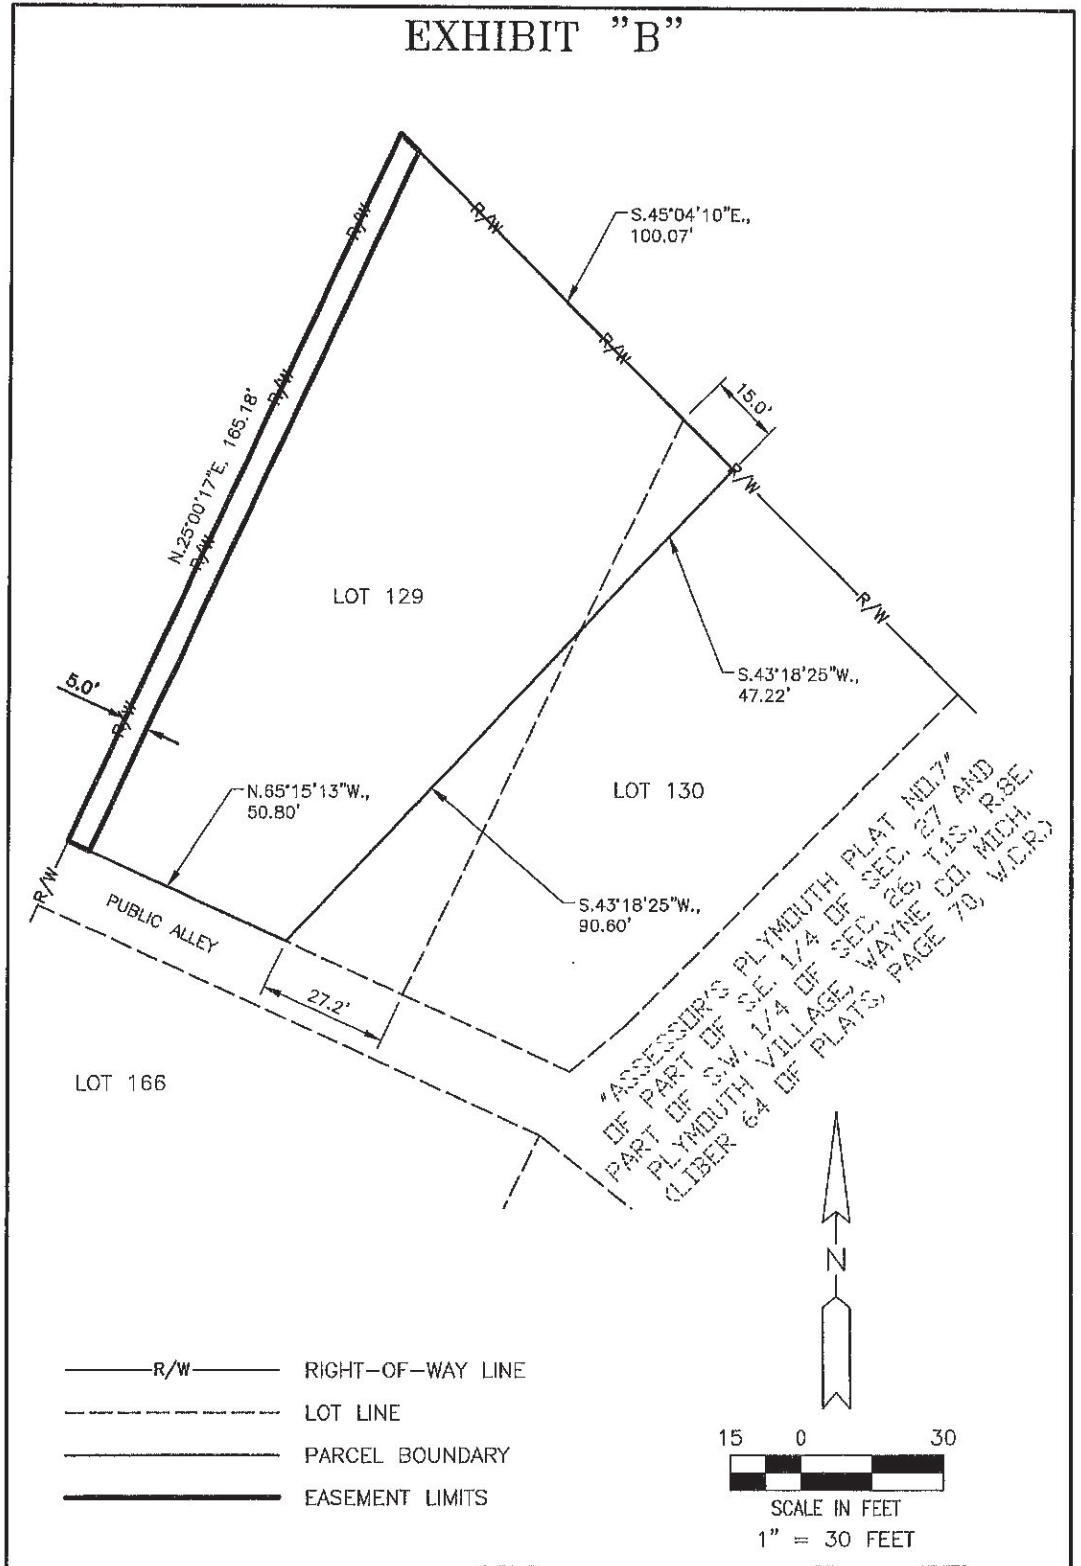 EXHIBIT "B"
R/W
R/W
S.45°04'10"E.,
100.07'
R/W
R/W
15.0'
N.25°00'17"E, 165.18'
R/W
R/W
LOT 129
R/W
S.43°18'25"W.,
47.22'
5.0'
R/W
N.65°15'13"W.,
50.80'
LOT 130
R/W
PUBLIC ALLEY
S.43°18'25"W.,
90.60'
27.2'
LOT 166
"ASSESSOR'S PLYMOUTH PLAT NO.7"
OF PART OF S.E. 1/4 OF SEC. 27 AND
PART OF S.W. 1/4 OF SEC. 26, T.1S., R.8E.
PLYMOUTH VILLAGE, WAYNE CO. MICH.
(LIBER 64 OF PLATS, PAGE 70, W.C.R.)
N
R/W RIGHT-OF-WAY LINE
LOT LINE
PARCEL BOUNDARY
EASEMENT LIMITS
15 0 30
SCALE IN FEET
1" = 30 FEET